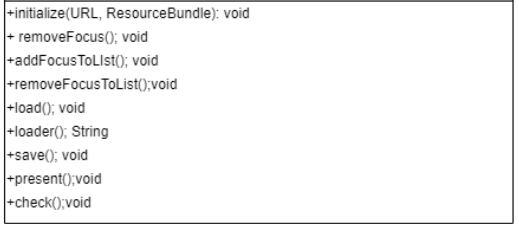 +initialize(URL, ResourceBundle): void
+ removeFocus(); void
+addFocusToLIst(); void
+removeFocusToList();void
+load(); void
+loader(); String
+save(); void
+present();void
+check();void